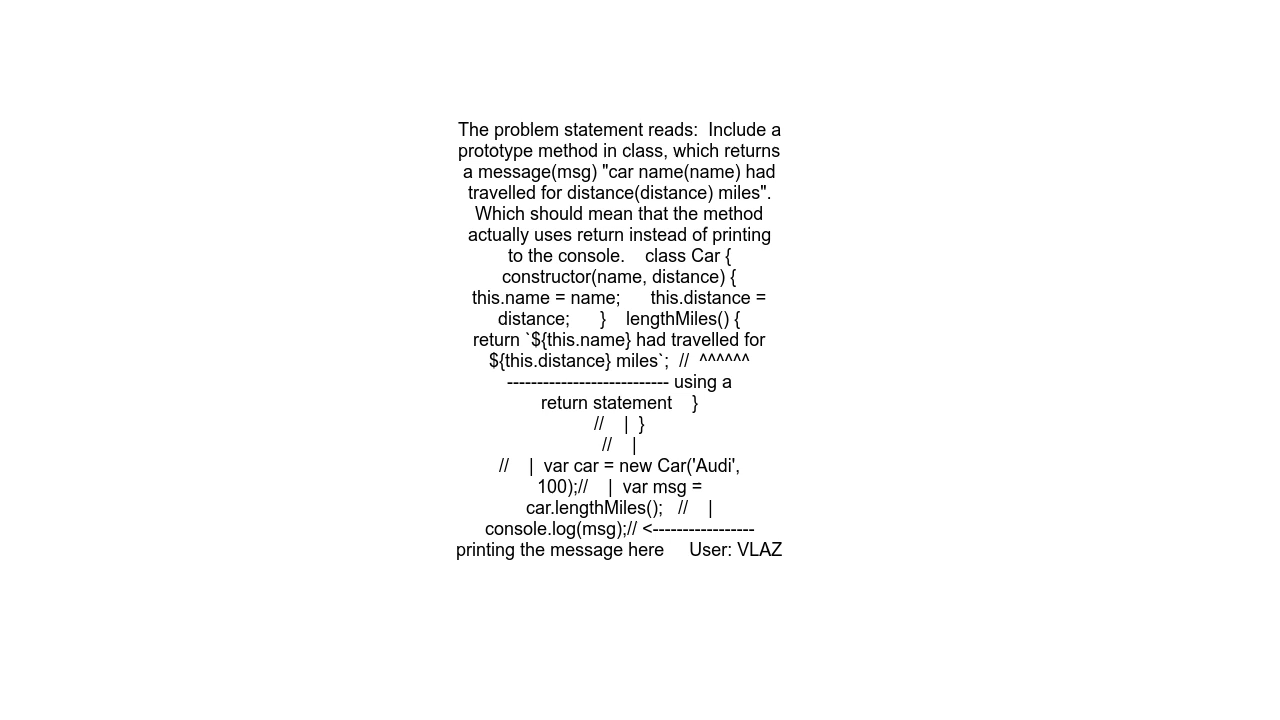 The problem statement reads:  Include a
prototype method in class, which returns
a message(msg) "car name(name) had
travelled for distance(distance) miles".
Which should mean that the method
actually uses return instead of printing
to the console.    class Car {
constructor(name, distance) {
this.name = name;      this.distance =
distance;      }    lengthMiles() {
return `${this.name} had travelled for
${this.distance} miles`;  //  ^^^^^^
--------------------------- using a
return statement    }
//    |  }
//    |
//    |  var car = new Car('Audi',
100);//    |  var msg =
car.lengthMiles();   //    |
console.log(msg);// <-----------------
printing the message here     User: VLAZ